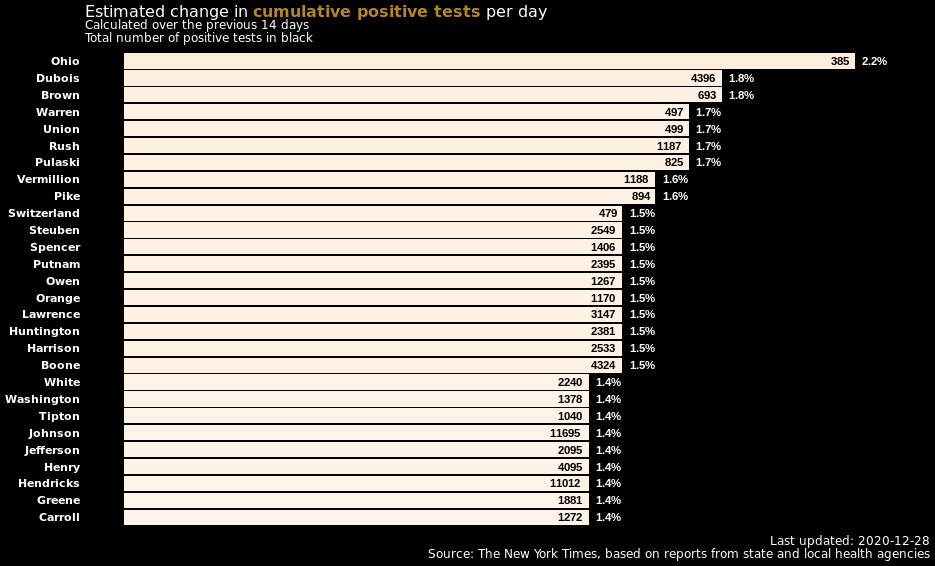 Estimated change in cumulative positive tests per day
Calculated over the previous 14 days
Total number of positive tests in black
Ohio 385 2.2%
Dubois 4396 1.8%
Brown 693 1.8%
Warren 497 1.7%
Union 499 1.7%
Rush 1187 1.7%
Pulaski 825 1.7%
Vermillion 1188 1.6%
Pike 894 1.6%
Switzerland 479 1.5%
Steuben 2549 1.5%
Spencer 1406 1.5%
Putnam 2395 1.5%
Owen 1267 1.5%
Orange 1170 1.5%
Lawrence 3147 1.5%
Huntington 2381 1.5%
Harrison 2533 1.5%
Boone 4324 1.5%
White 2240 1.4%
Washington 1378 1.4%
Tipton 1040 1.4%
Johnson 11695 1.4%
Jefferson 2095 1.4%
Henry 4095 1.4%
Hendricks 11012 1.4%
Greene 1881 1.4%
Carroll 1272 1.4%
Last updated: 2020-12-28
Source: The New York Times, based on reports from state and local health agencies